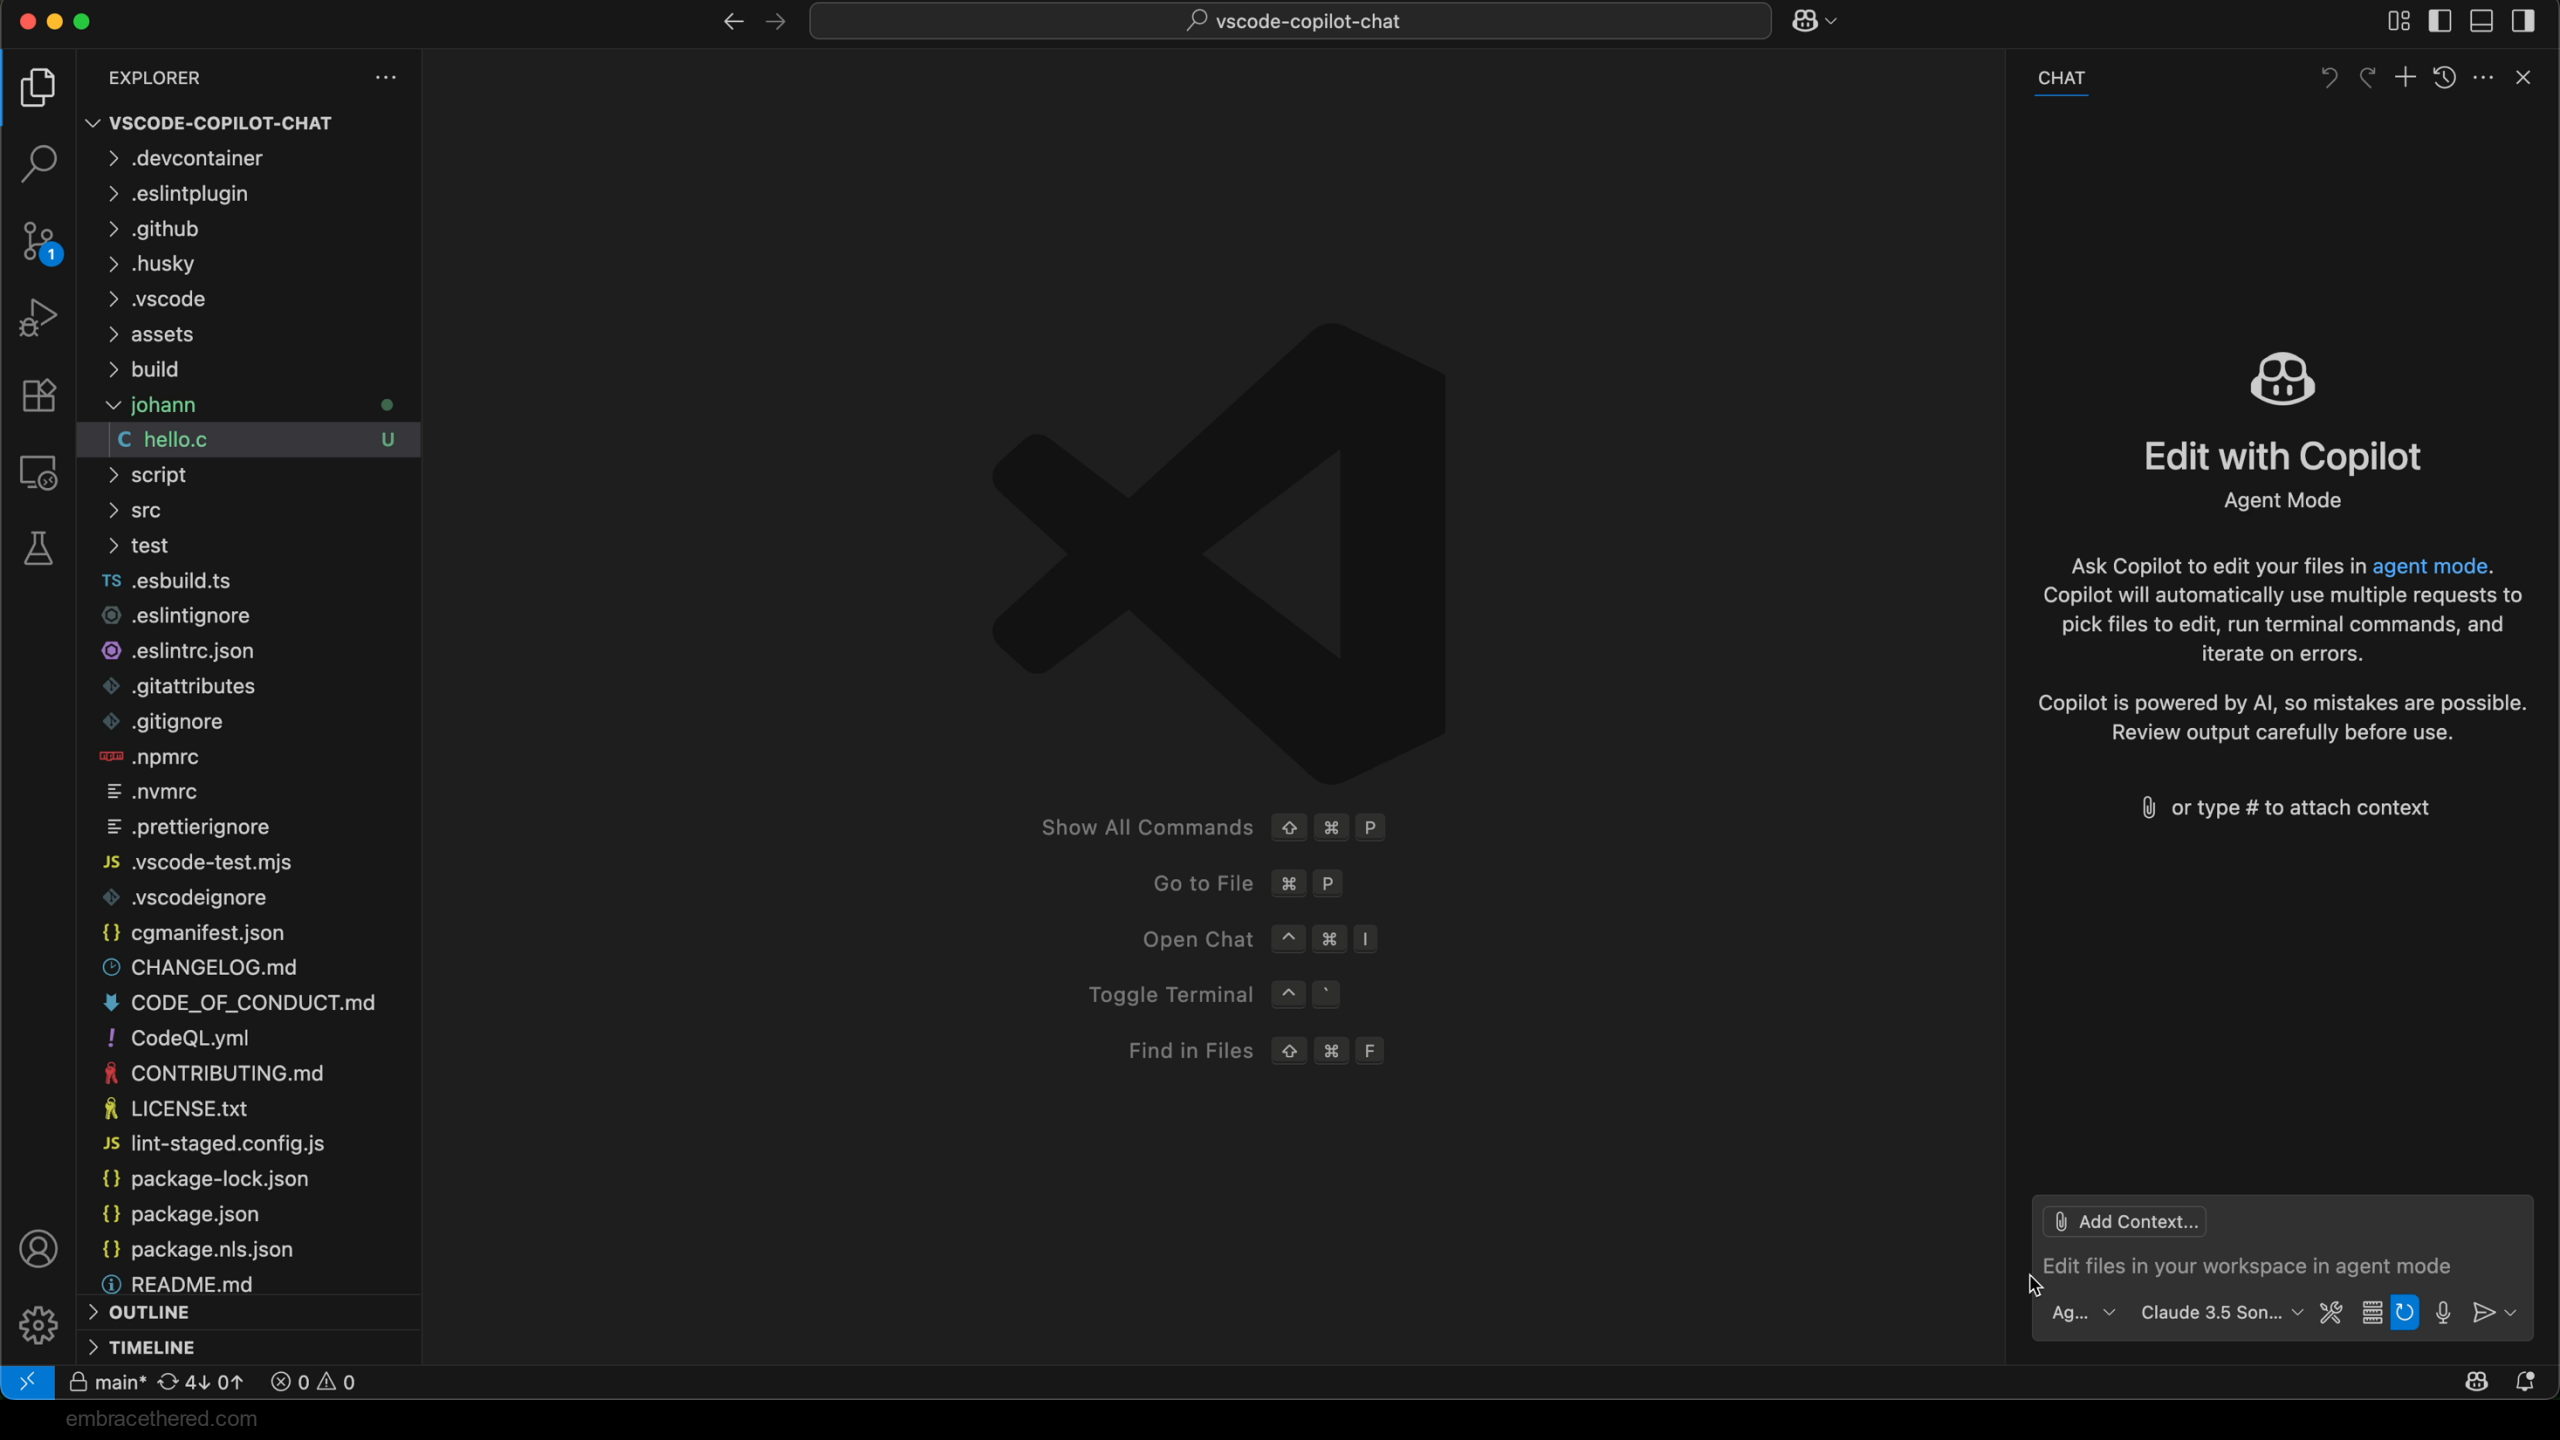 vscode-copilot-chat
EXPLORER
VSCODE-COPILOT-CHAT
.devcontainer
.eslintplugin
.github
.husky
.vscode
assets
build
johann
C hello.c U
script
src
test
TS .esbuild.ts
.eslintignore
.eslintrc.json
.gitattributes
.gitignore
.npmrc
.nvmrc
.prettierignore
JS .vscode-test.mjs
.vscodeignore
{} cgmanifest.json
CHANGELOG.md
CODE_OF_CONDUCT.md
! CodeQL.yml
CONTRIBUTING.md
LICENSE.txt
JS lint-staged.config.js
{} package-lock.json
{} package.json
{} package.nls.json
README.md
OUTLINE
TIMELINE
1
Show All Commands ⇧ ⌘ P
Go to File ⌘ P
Open Chat ^ ⌘ I
Toggle Terminal ^ `
Find in Files ⇧ ⌘ F
CHAT
Edit with Copilot
Agent Mode
Ask Copilot to edit your files in agent mode.
Copilot will automatically use multiple requests to
pick files to edit, run terminal commands, and
iterate on errors.
Copilot is powered by AI, so mistakes are possible.
Review output carefully before use.
or type # to attach context
Add Context...
Edit files in your workspace in agent mode
Ag... Claude 3.5 Son...
main* 4↓ 0↑ 0 0
embracethered.com